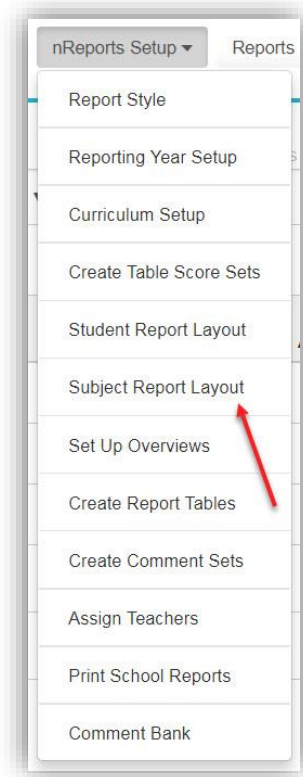 nReports Setup Reports
Report Style
Reporting Year Setup
Curriculum Setup
Create Table Score Sets
Student Report Layout
Subject Report Layout
Set Up Overviews
Create Report Tables
Create Comment Sets
Assign Teachers
Print School Reports
Comment Bank